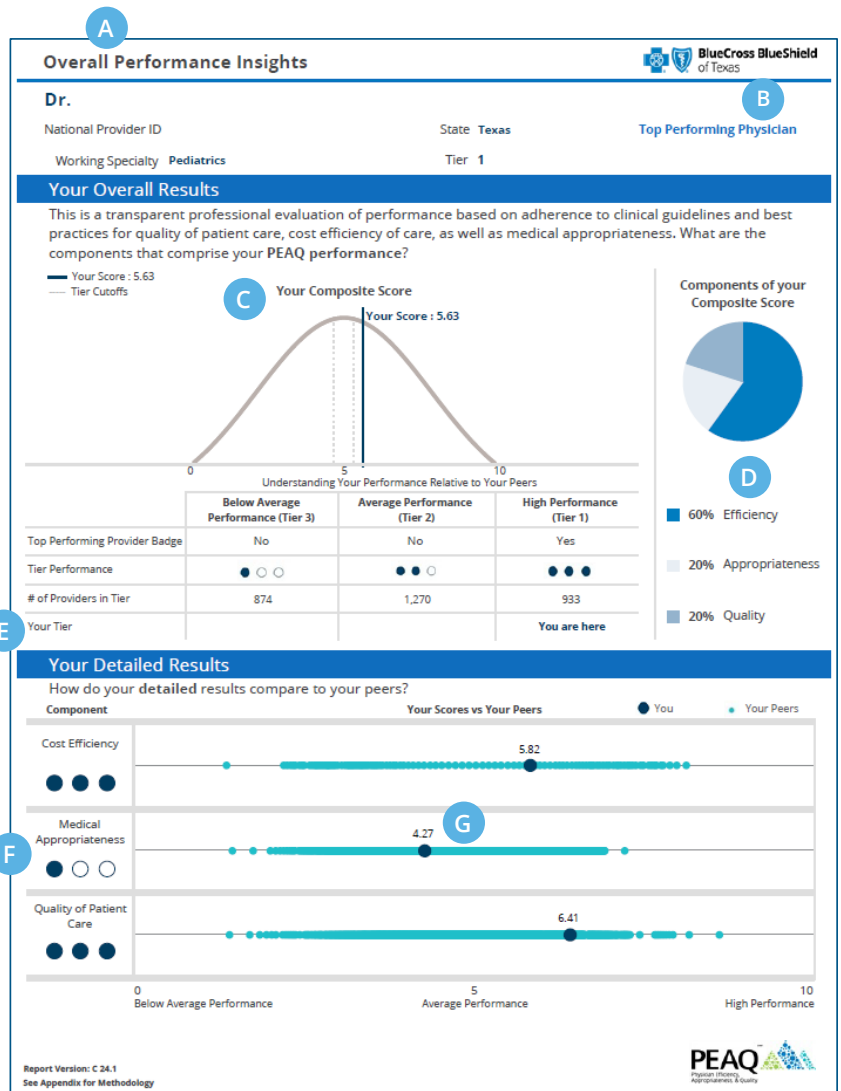 A
Overall Performance Insights
BlueCross BlueShield
of Texas
B
Dr.
National Provider ID
State Texas
Top Performing Physician
Working Specialty Pediatrics
Tier 1
Your Overall Results
This is a transparent professional evaluation of performance based on adherence to clinical guidelines and best
practices for quality of patient care, cost efficiency of care, as well as medical appropriateness. What are the
components that comprise your PEAQ performance?
Your Score : 5.63
Tier Cutoffs
C
Your Composite Score
Your Score : 5.63
0 5 10
Understanding Your Performance Relative to Your Peers
Components of your
Composite Score
D
60% Efficiency
20% Appropriateness
20% Quality
Below Average
Performance (Tier 3)
Average Performance
(Tier 2)
High Performance
(Tier 1)
Top Performing Provider Badge No No Yes
Tier Performance
# of Providers in Tier 874 1,270 933
E
Your Tier You are here
Your Detailed Results
How do your detailed results compare to your peers?
Component Your Scores vs Your Peers You Your Peers
Cost Efficiency
5.82
Medical
Appropriateness
F
4.27
G
Quality of Patient
Care
6.41
0 5 10
Below Average Performance Average Performance High Performance
Report Version: C 24.1
See Appendix for Methodology
PEAQ
Physician Efficiency,
Appropriateness, & Quality